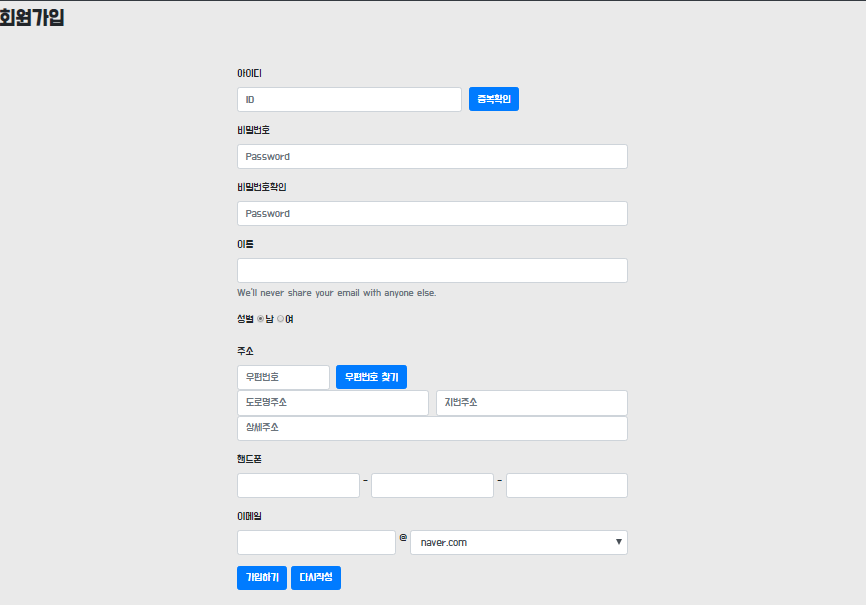 회원가입
아이디
ID 중복확인
비밀번호
Password
비밀번호확인
Password
이름
We'll never share your email with anyone else.
성별 남 여
주소
우편번호 우편번호 찾기
도로명주소 지번주소
상세주소
핸드폰
- -
이메일
@ naver.com
가입하기 다시작성